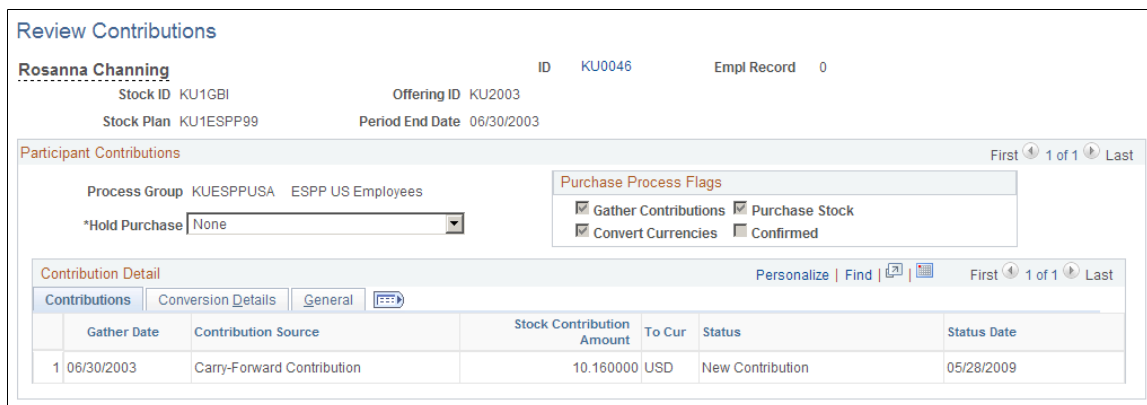 Review Contributions
Rosanna Channing ID KU0046 Empl Record 0
Stock ID KU1GBI Offering ID KU2003
Stock Plan KU1ESPP99 Period End Date 06/30/2003
Participant Contributions First 1 of 1 Last
Process Group KUESPPUSA ESPP US Employees
*Hold Purchase None
Purchase Process Flags
Gather Contributions Purchase Stock
Convert Currencies Confirmed
Contribution Detail Personalize | Find | | First 1 of 1 Last
Contributions Conversion Details General
Gather Date Contribution Source Stock Contribution Amount To Cur Status Status Date
1 06/30/2003 Carry-Forward Contribution 10.160000 USD New Contribution 05/28/2009